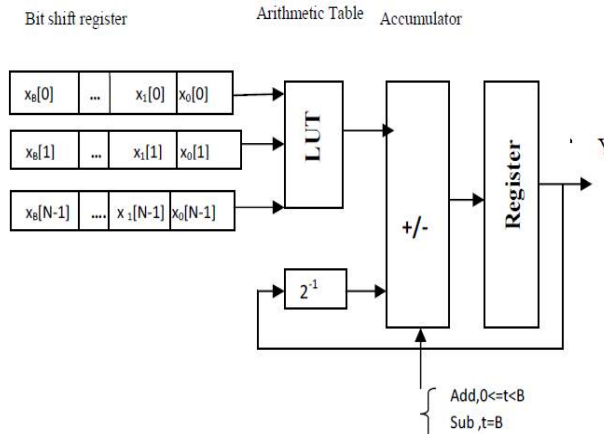 Bit shift register
Arithmetic Table
Accumulator
x_B[0] ... x_1[0] x_0[0]
x_B[1] ... x_1[1] x_0[1]
x_B[N-1] .... x_1[N-1] x_0[N-1]
LUT
+/-
Register
Y
2^-1
Add,0<=t<B
Sub ,t=B